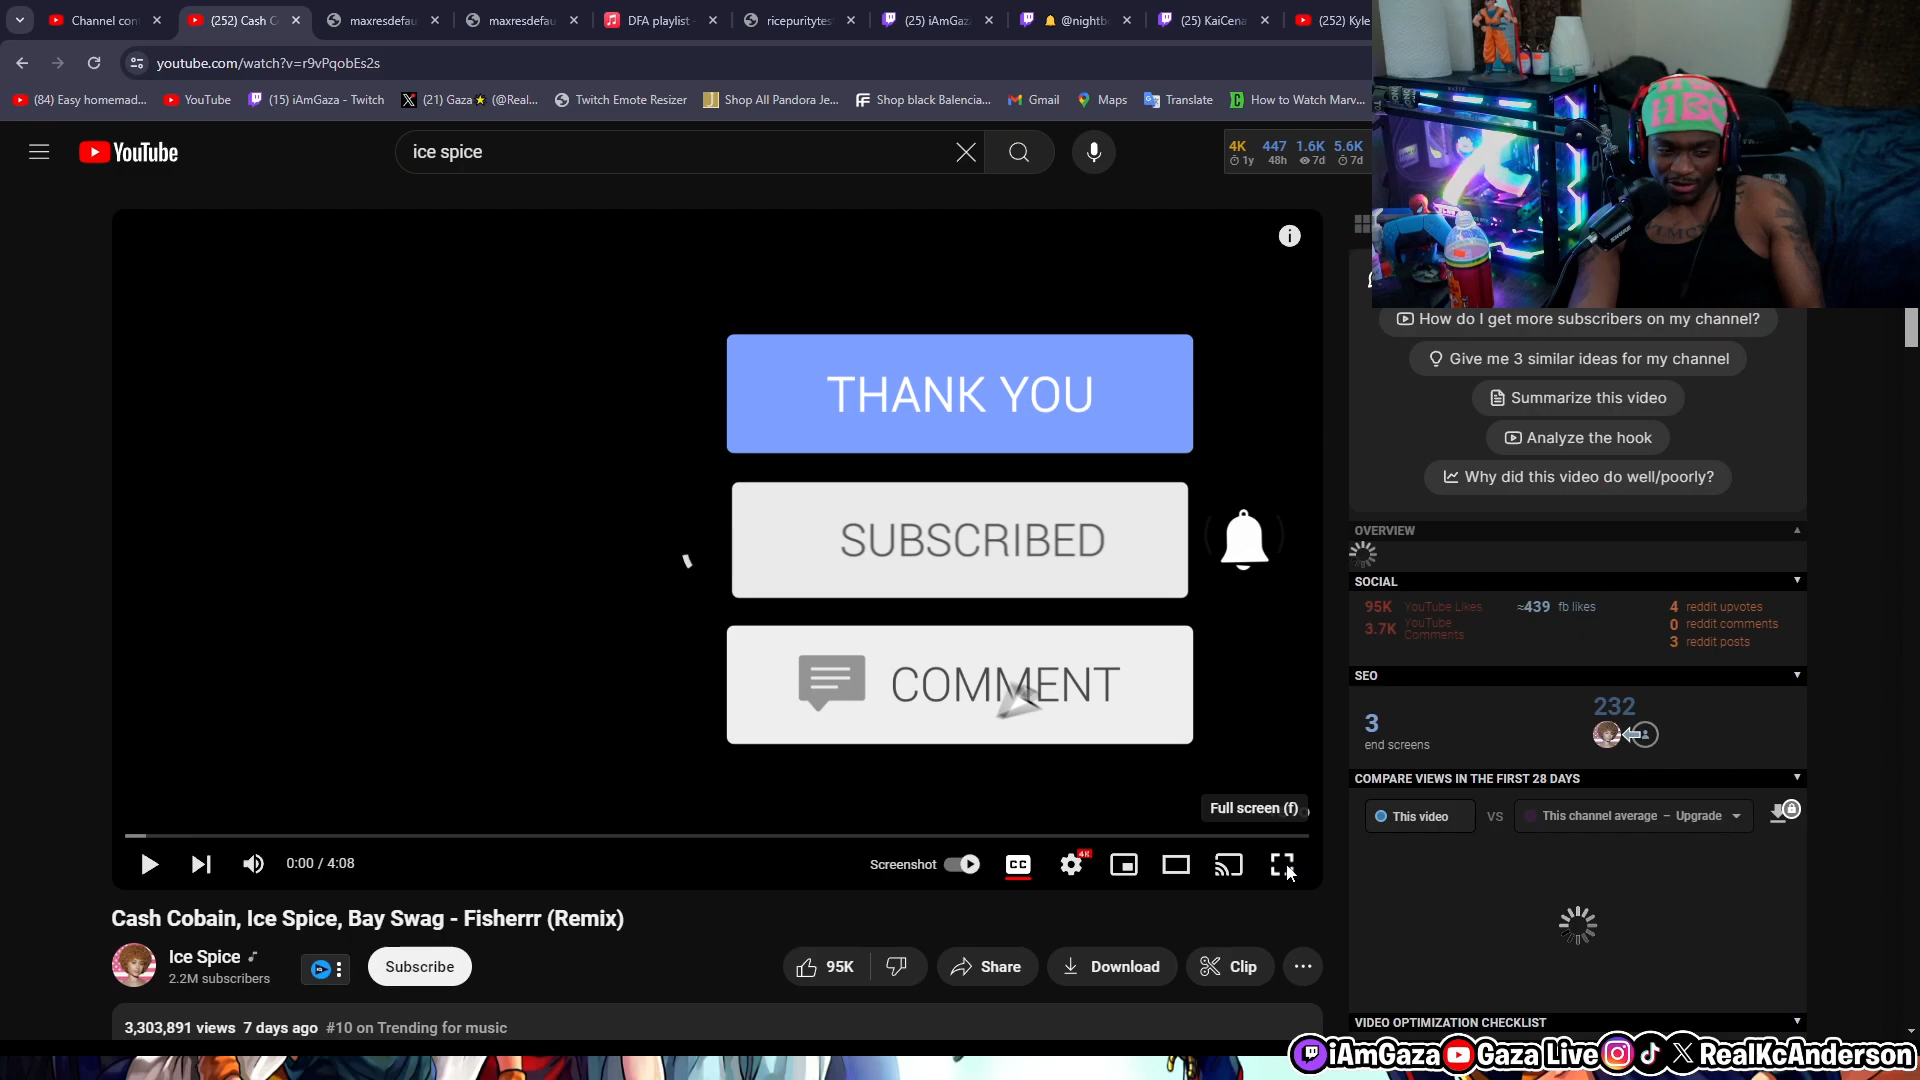 Channel con
(252) Cash C
maxresdefau
maxresdefau
DFA playlist
ricepuritytes
(25) iAmGaz
@nightb
(25) KaiCena
(252) Kyle
youtube.com/watch?v=r9vPqobEs2s
(84) Easy homemad...
YouTube
(15) iAmGaza - Twitch
(21) Gaza⭐ (@Real...
Twitch Emote Resizer
Shop All Pandora Je...
Shop black Balencia...
Gmail
Maps
Translate
How to Watch Marv...
YouTube
ice spice
4K 447 1.6K 5.6K
1y 48h 7d 7d
How do I get more subscribers on my channel?
Give me 3 similar ideas for my channel
Summarize this video
Analyze the hook
Why did this video do well/poorly?
THANK YOU
SUBSCRIBED
COMMENT
Full screen (f)
0:00 / 4:08
Screenshot
CC
4K
OVERVIEW
SOCIAL
95K YouTube Likes
3.7K YouTube Comments
≈439 fb likes
4 reddit upvotes
0 reddit comments
3 reddit posts
SEO
3
end screens
232
COMPARE VIEWS IN THE FIRST 28 DAYS
This video VS This channel average – Upgrade
VIDEO OPTIMIZATION CHECKLIST
Cash Cobain, Ice Spice, Bay Swag - Fisherrr (Remix)
Ice Spice
2.2M subscribers
Subscribe
95K
Share
Download
Clip
3,303,891 views 7 days ago #10 on Trending for music
iAmGaza Gaza Live RealKcAnderson